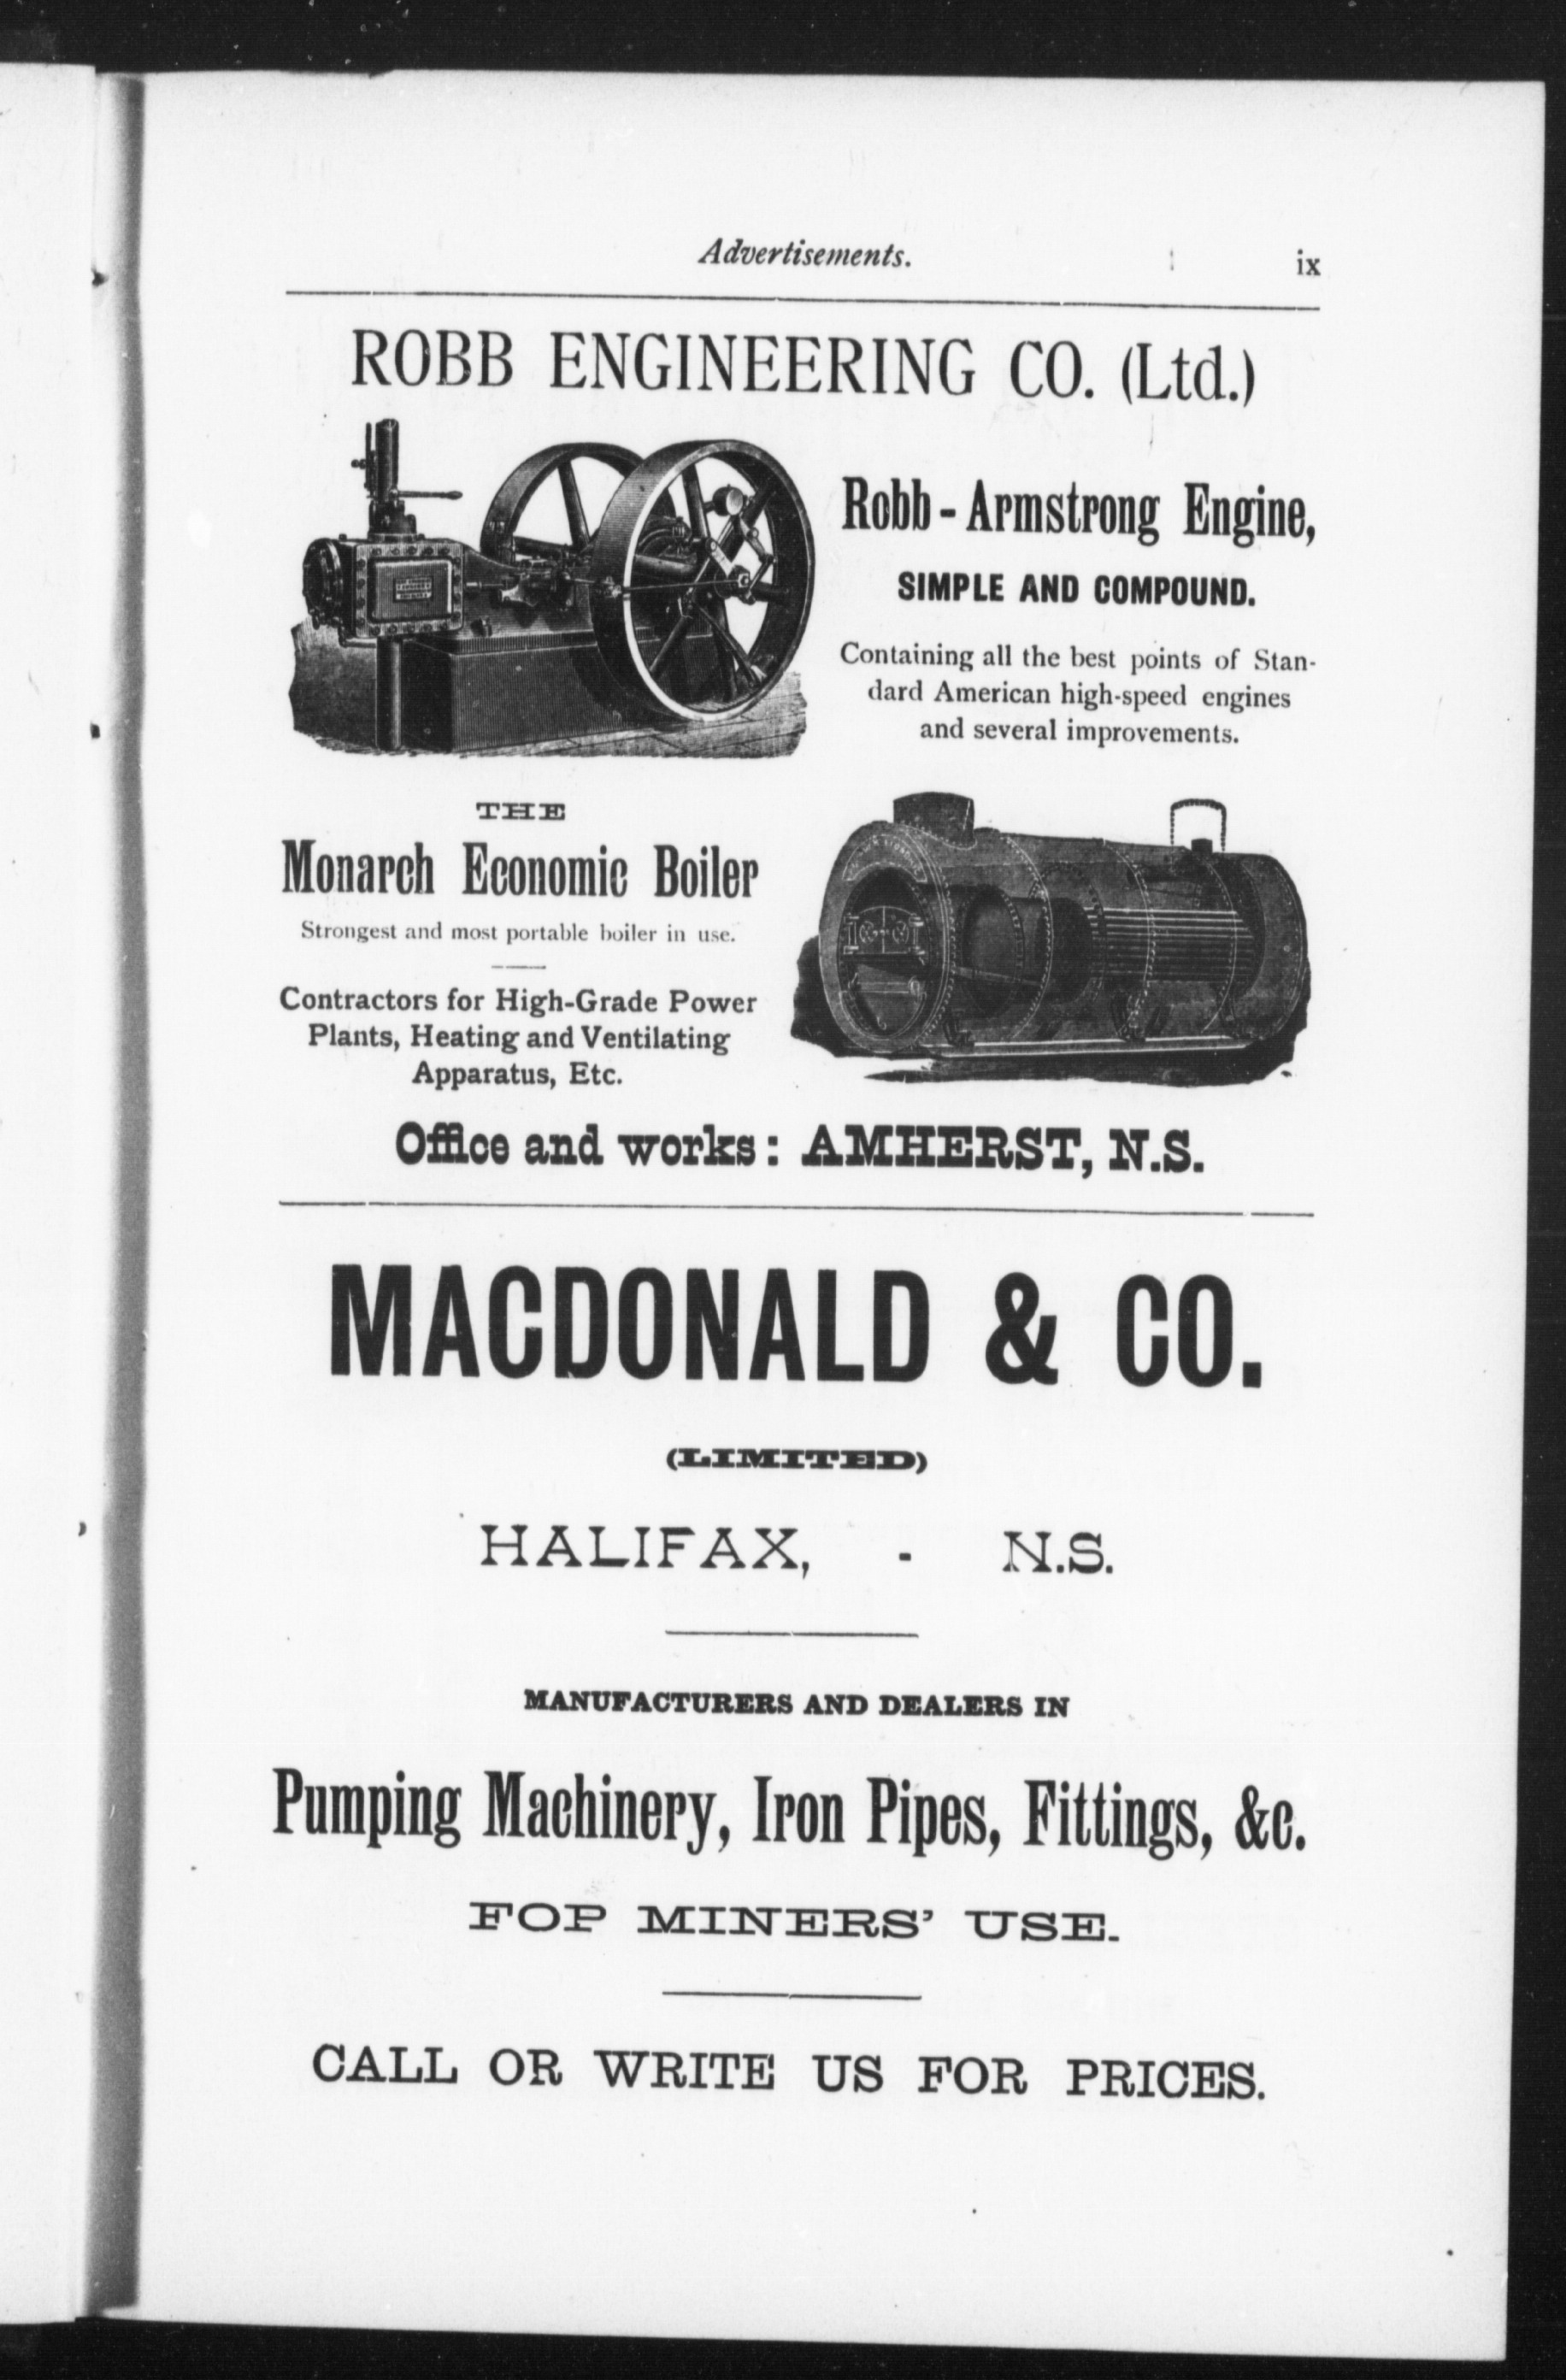 Advertisements. ix
ROBB ENGINEERING CO. (Ltd.)
Robb - Armstrong Engine,
SIMPLE AND COMPOUND.
Containing all the best points of Stan-
dard American high-speed engines
and several improvements.
THE
Monarch Economic Boiler
Strongest and most portable boiler in use.
Contractors for High-Grade Power
Plants, Heating and Ventilating
Apparatus, Etc.
Office and works: AMHERST, N.S.
MACDONALD & CO.
(LIMITED)
HALIFAX, - N.S.
MANUFACTURERS AND DEALERS IN
Pumping Machinery, Iron Pipes, Fittings, &c.
FOP MINERS' USE.
CALL OR WRITE US FOR PRICES.